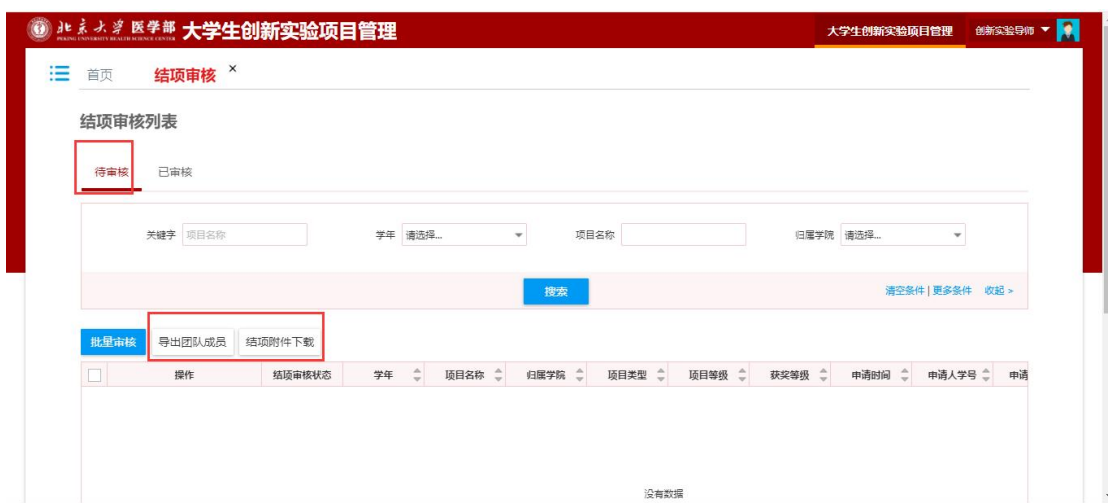 北京大学医学部 大学生创新实验项目管理 大学生创新实验项目管理 创新实验导师
PEKING UNIVERSITY HEALTH SCIENCE CENTER
首页 结项审核 ×
结项审核列表
待审核 已审核
关键字 项目名称 学年 请选择... 项目名称 归属学院 请选择...
搜索 清空条件 | 更多条件 收起 >
批量审核 导出团队成员 结项附件下载
操作 结项审核状态 学年 项目名称 归属学院 项目类型 项目等级 获奖等级 申请时间 申请人学号 申请
没有数据